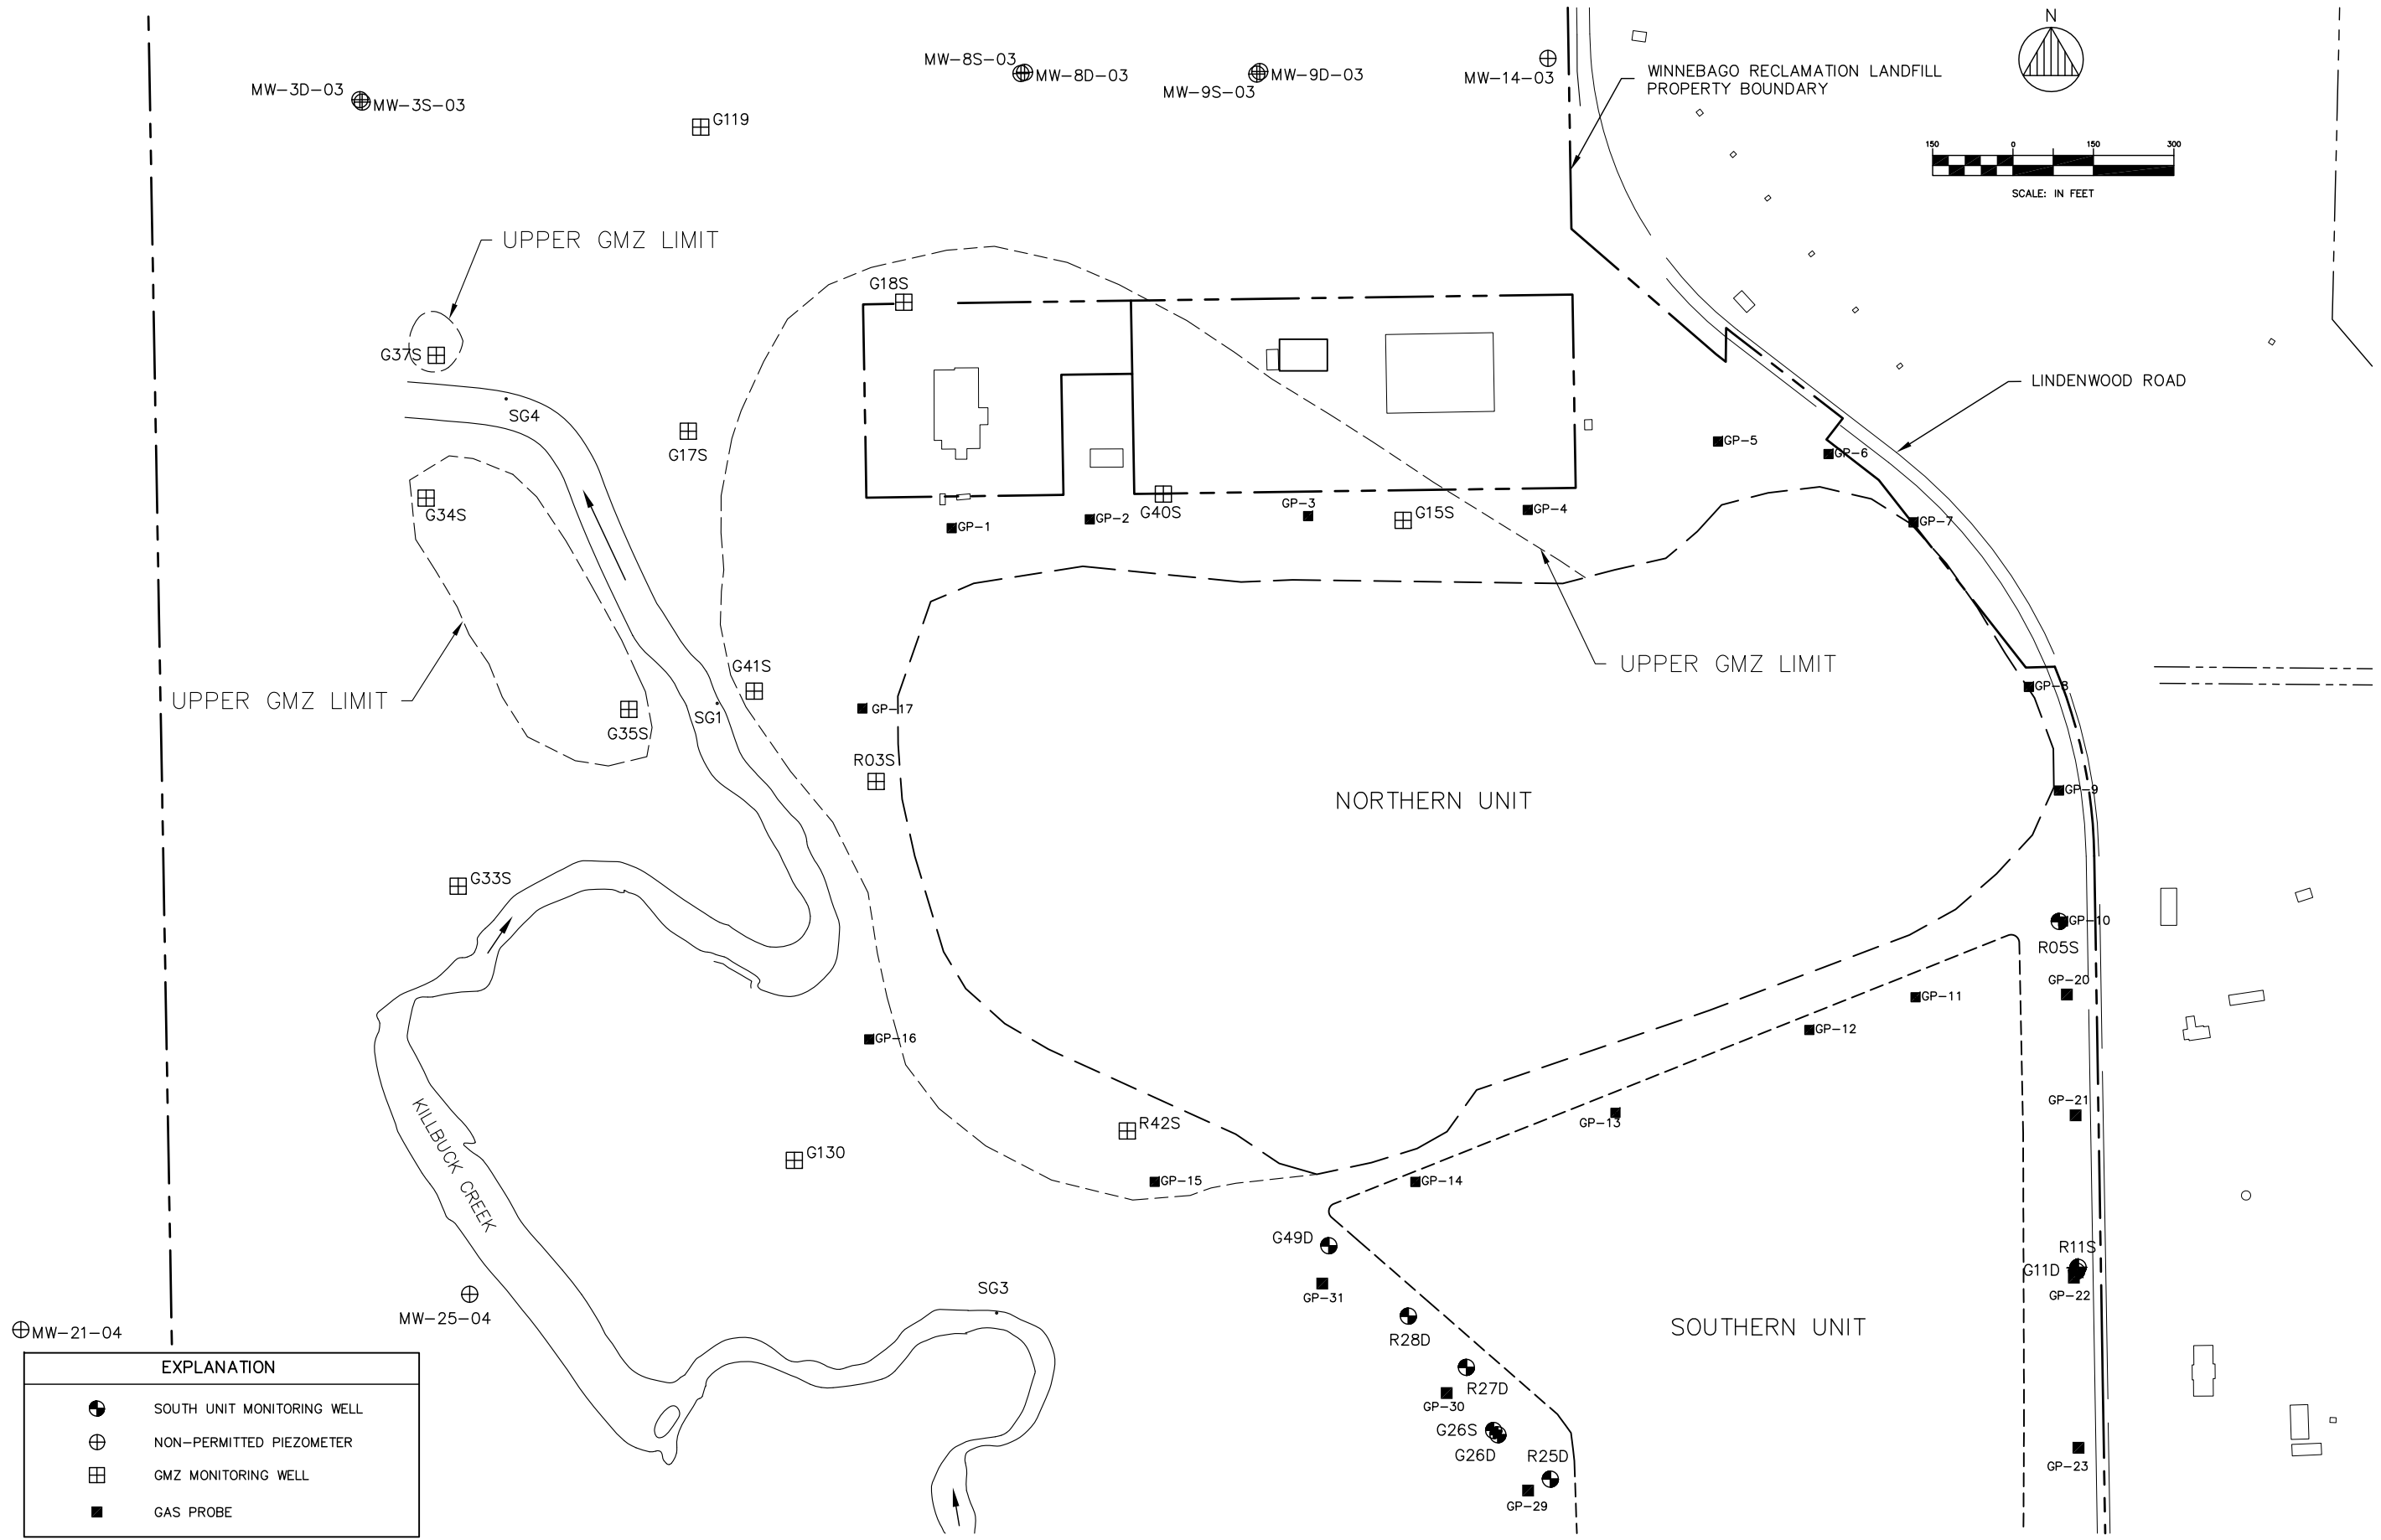 N
MW-8S-03
MW-8D-03
MW-9D-03
MW-9S-03
MW-14-03
WINNEBAGO RECLAMATION LANDFILL
PROPERTY BOUNDARY
MW-3D-03
MW-3S-03
G119
150 0 150 300
SCALE: IN FEET
UPPER GMZ LIMIT
G18S
G37S
LINDENWOOD ROAD
SG4
G17S
GP-5
GP-6
G34S
GP-1
GP-2
G40S
GP-3
G15S
GP-4
GP-7
UPPER GMZ LIMIT
G41S
GP-8
UPPER GMZ LIMIT
SG1
GP-17
G35S
R03S
GP-9
NORTHERN UNIT
G33S
GP-10
R05S
GP-20
GP-11
GP-12
GP-16
GP-21
GP-13
KILLBUCK CREEK
R42S
G130
GP-15
GP-14
G49D
R11S
G11D
GP-22
SG3
GP-31
MW-25-04
MW-21-04
R28D
SOUTHERN UNIT
R27D
GP-30
G26S
G26D
R25D
GP-23
GP-29
EXPLANATION
SOUTH UNIT MONITORING WELL
NON-PERMITTED PIEZOMETER
GMZ MONITORING WELL
GAS PROBE